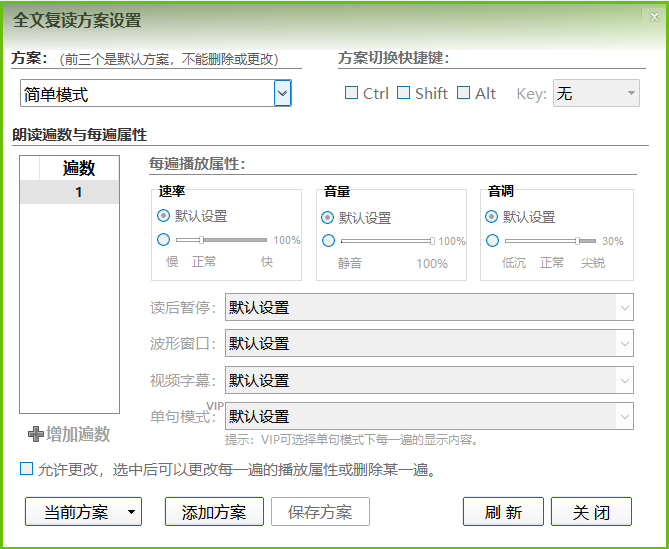 全文复读方案设置
方案： （前三个是默认方案，不能删除或更改）
方案切换快捷键：
简单模式
Ctrl Shift Alt Key: 无
朗读遍数与每遍属性
遍数
1
每遍播放属性：
速率
默认设置
100%
慢 正常 快
音量
默认设置
100%
静音 100%
音调
默认设置
30%
低沉 正常 尖锐
读后暂停： 默认设置
波形窗口： 默认设置
视频字幕： 默认设置
VIP
单句模式： 默认设置
提示：VIP可选择单句模式下每一遍的显示内容。
增加遍数
允许更改，选中后可以更改每一遍的播放属性或删除某一遍。
当前方案 添加方案 保存方案 刷 新 关 闭